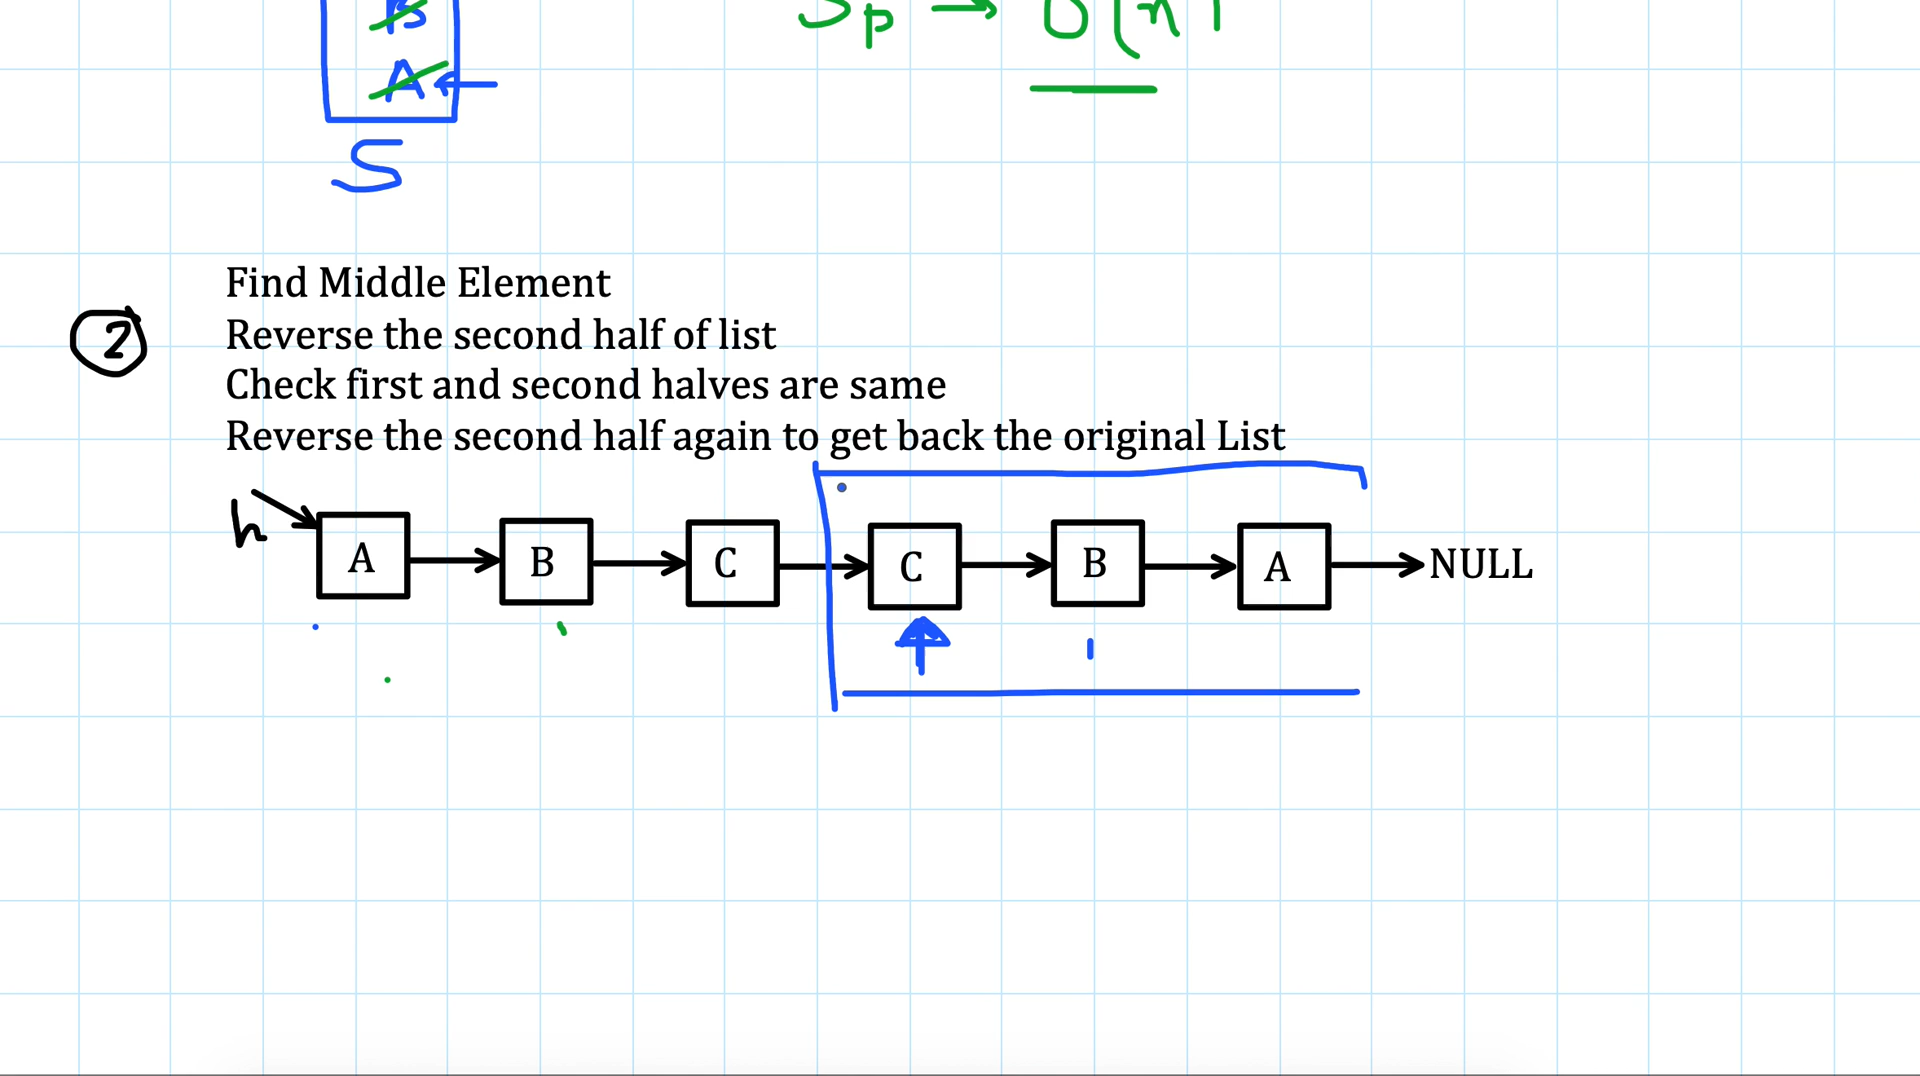 B
Sp → O(n)
A
S
Find Middle Element
Reverse the second half of list
2
Check first and second halves are same
Reverse the second half again to get back the original List
h
A B C C B A NULL